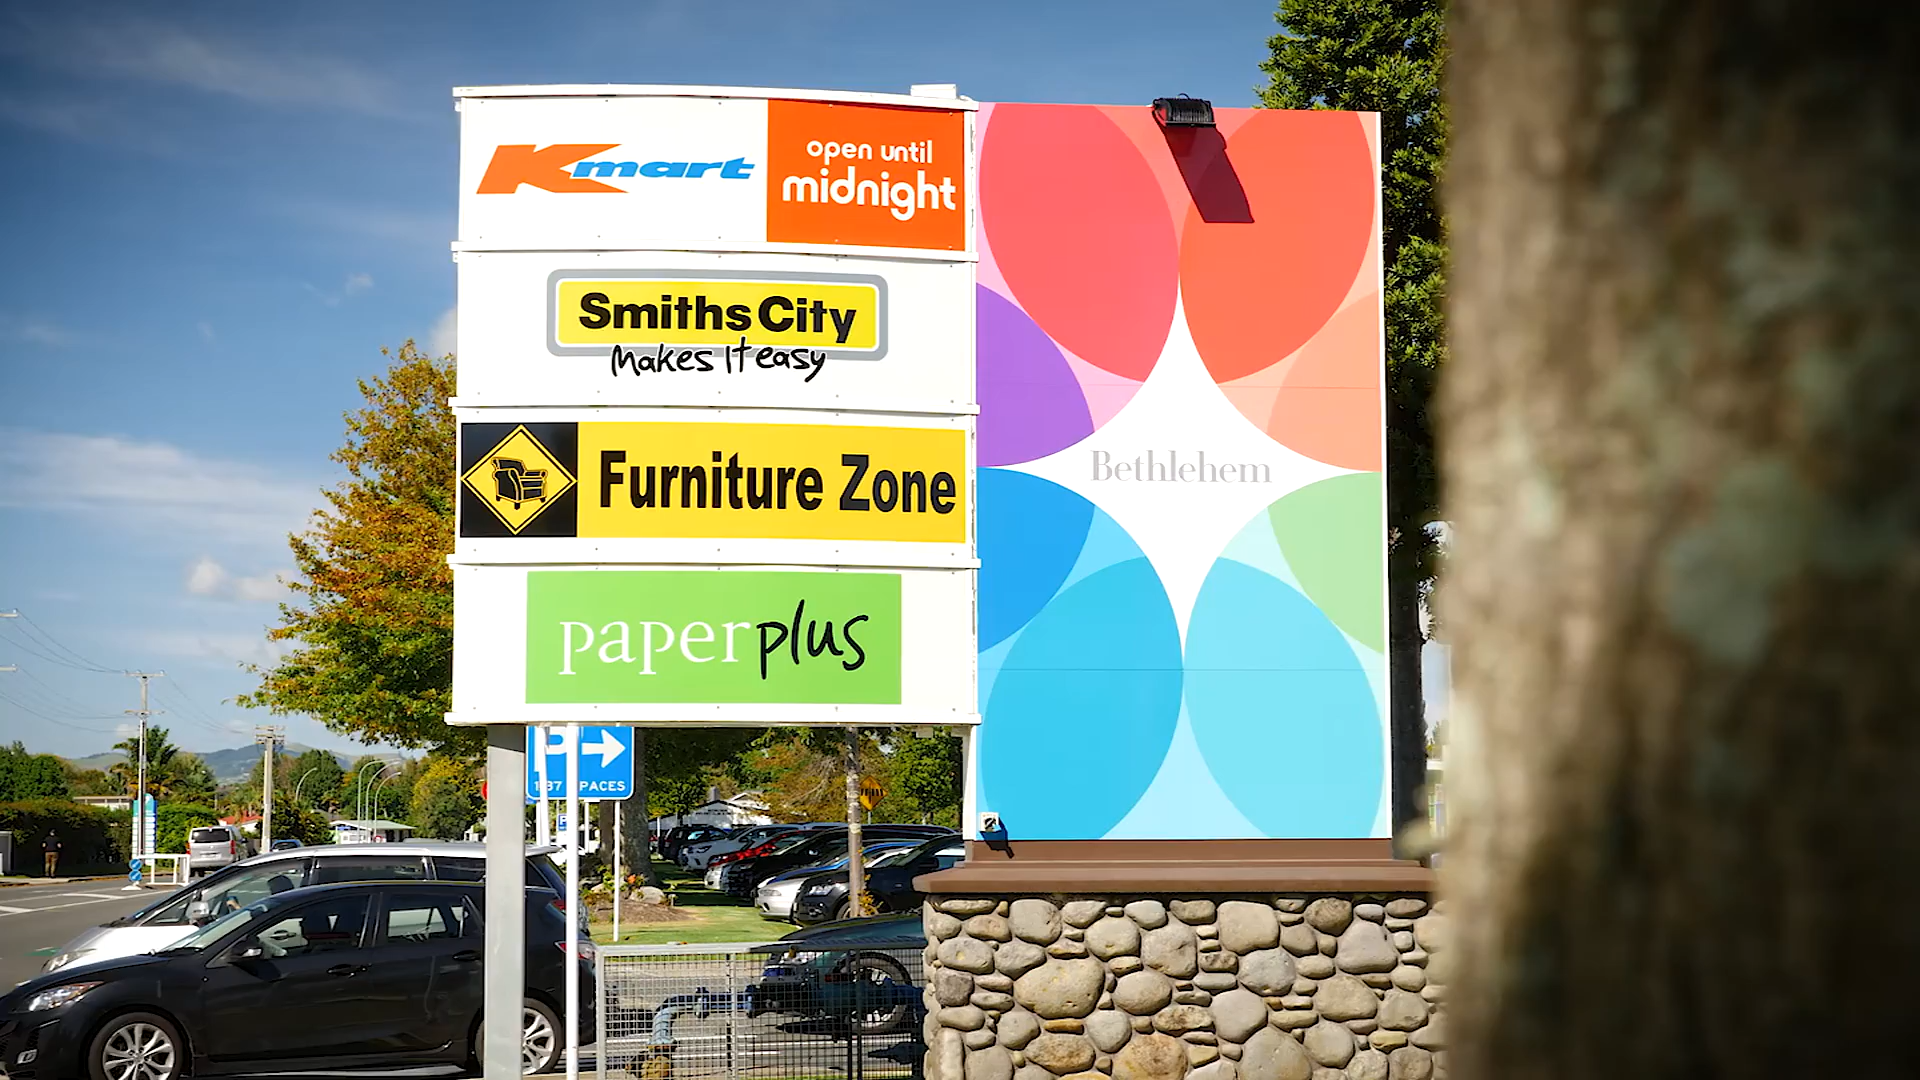 Kmart
open until
midnight
Smiths City
Makes It easy
Furniture Zone
paperplus
Bethlehem
P
PACES